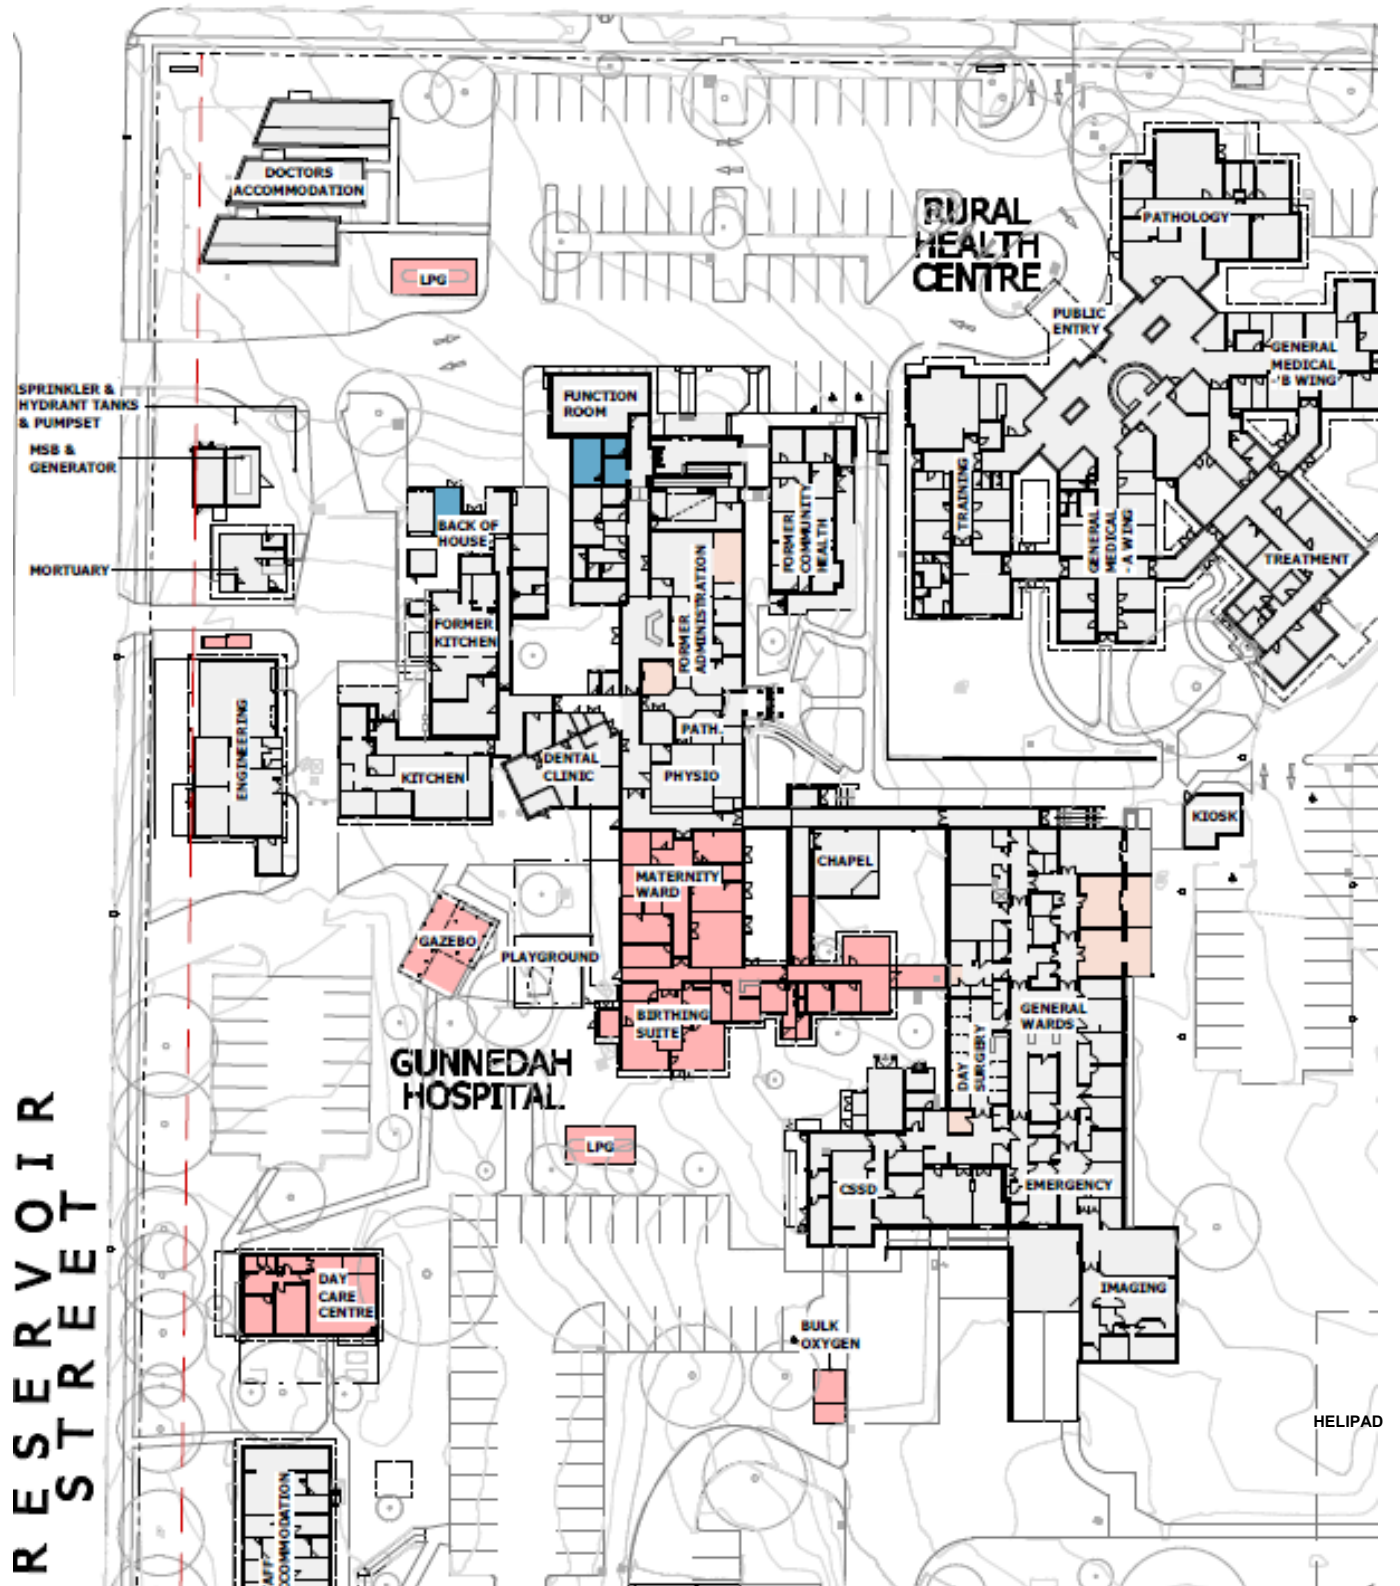 DOCTORS
ACCOMMODATION
LPG
RURAL
HEALTH
CENTRE
PATHOLOGY
PUBLIC
ENTRY
GENERAL
MEDICAL
-'B WING'
SPRINKLER &
HYDRANT TANKS
& PUMPSET
MSB &
GENERATOR
MORTUARY
FUNCTION
ROOM
BACK OF
HOUSE
FORMER
KITCHEN
FORMER
ADMINISTRATION
FORMER
COMMUNITY
HEALTH
TRAINING
GENERAL
MEDICAL
- A WING
TREATMENT
ENGINEERING
KITCHEN
DENTAL
CLINIC
PATH.
PHYSIO
KIOSK
MATERNITY
WARD
CHAPEL
GAZEBO
PLAYGROUND
BIRTHING
SUITE
GENERAL
WARDS
DAY
SURGERY
GUNNEDAH
HOSPITAL
LPG
CSSD
EMERGENCY
IMAGING
DAY
CARE
CENTRE
BULK
OXYGEN
HELIPAD
RESERVOIR
STREET